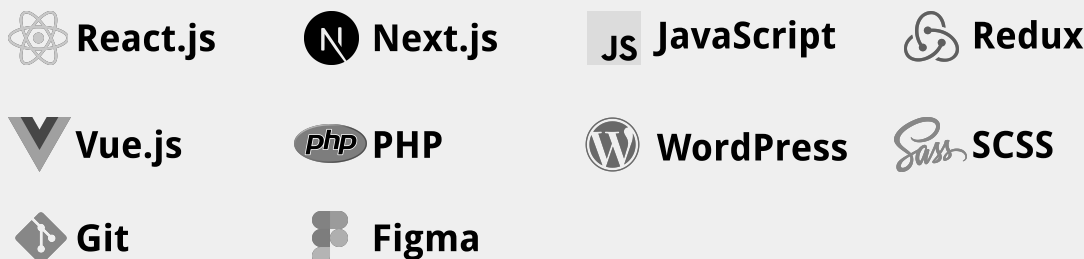 React.js N Next.js JS JavaScript Redux
Vue.js php PHP W WordPress Sass SCSS
Git Figma